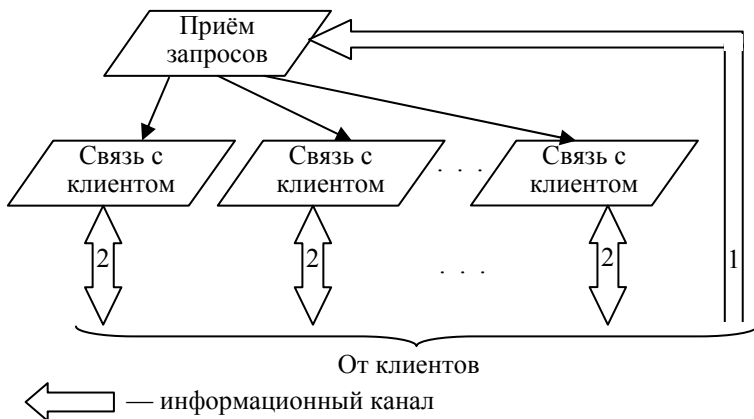 Приём
запросов
Связь с
клиентом
Связь с
клиентом
. . .
Связь с
клиентом
2
2
. . .
2
1
От клиентов
— информационный канал